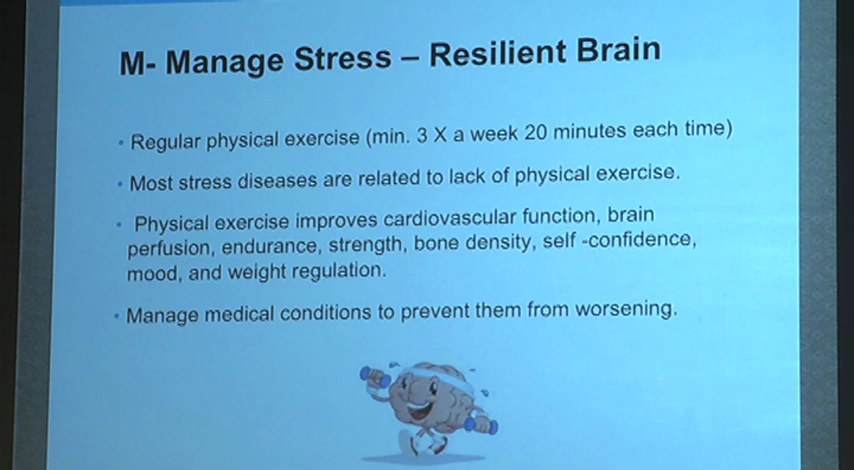 M- Manage Stress – Resilient Brain
• Regular physical exercise (min. 3 X a week 20 minutes each time)
• Most stress diseases are related to lack of physical exercise.
• Physical exercise improves cardiovascular function, brain
perfusion, endurance, strength, bone density, self -confidence,
mood, and weight regulation.
• Manage medical conditions to prevent them from worsening.